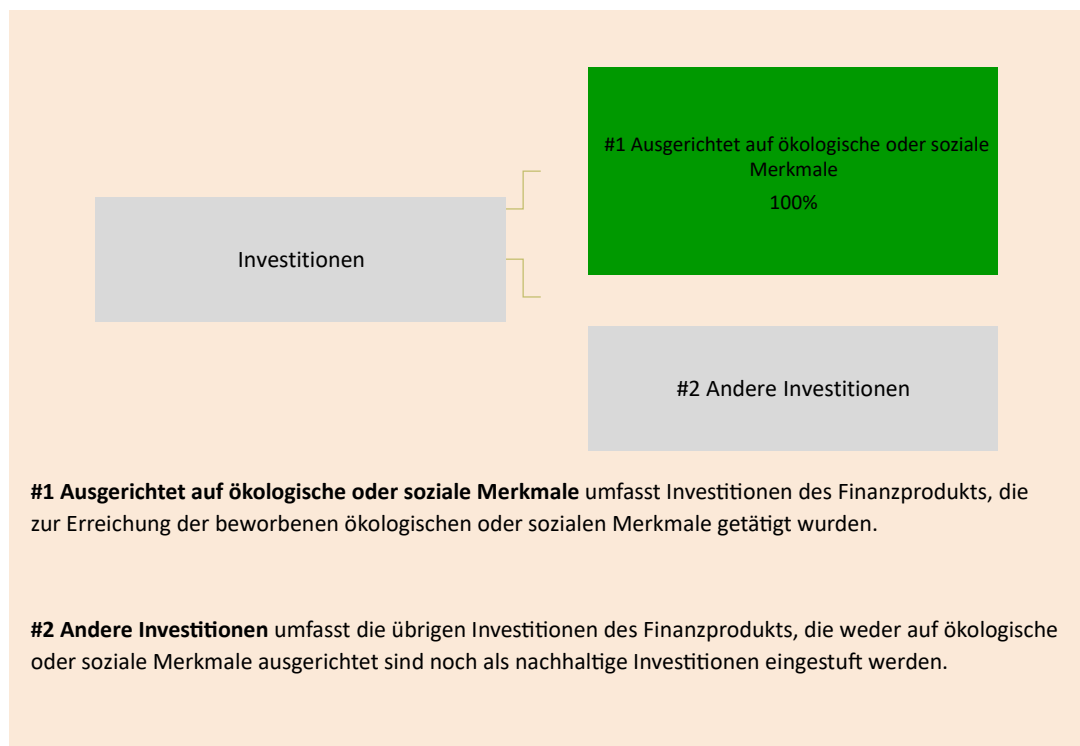 #1 Ausgerichtet auf ökologische oder soziale
Merkmale
100%
Investitionen
#2 Andere Investitionen
#1 Ausgerichtet auf ökologische oder soziale Merkmale umfasst Investitionen des Finanzprodukts, die
zur Erreichung der beworbenen ökologischen oder sozialen Merkmale getätigt wurden.
#2 Andere Investitionen umfasst die übrigen Investitionen des Finanzprodukts, die weder auf ökologische
oder soziale Merkmale ausgerichtet sind noch als nachhaltige Investitionen eingestuft werden.